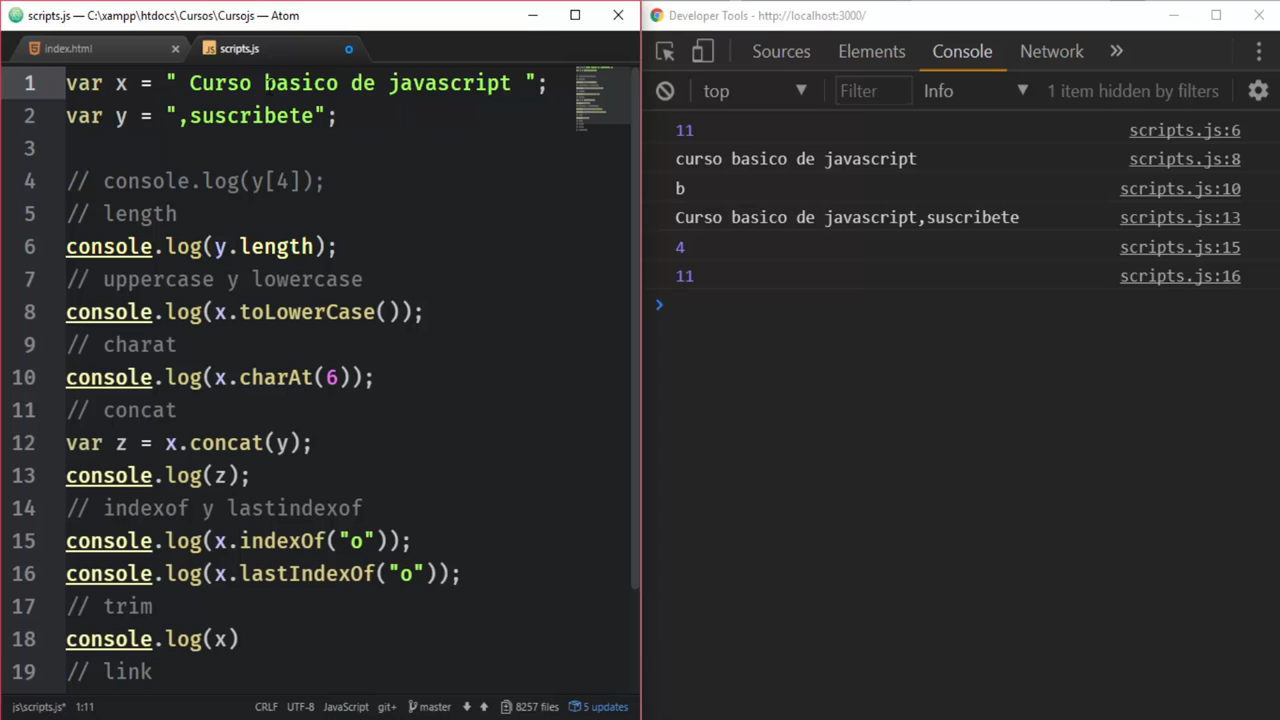 scripts.js — C:\xampp\htdocs\Cursos\Cursojs — Atom
index.html
scripts.js
1 var x = " Curso basico de javascript ";
2 var y = ",suscribete";
3
4 // console.log(y[4]);
5 // length
6 console.log(y.length);
7 // uppercase y lowercase
8 console.log(x.toLowerCase());
9 // charat
10 console.log(x.charAt(6));
11 // concat
12 var z = x.concat(y);
13 console.log(z);
14 // indexof y lastindexof
15 console.log(x.indexOf("o"));
16 console.log(x.lastIndexOf("o"));
17 // trim
18 console.log(x)
19 // link
js\scripts.js* 1:11 CRLF UTF-8 JavaScript git+ master 8257 files 5 updates
Developer Tools - http://localhost:3000/
Sources Elements Console Network »
top Filter Info 1 item hidden by filters
11 scripts.js:6
curso basico de javascript scripts.js:8
b scripts.js:10
Curso basico de javascript,suscribete scripts.js:13
4 scripts.js:15
11 scripts.js:16